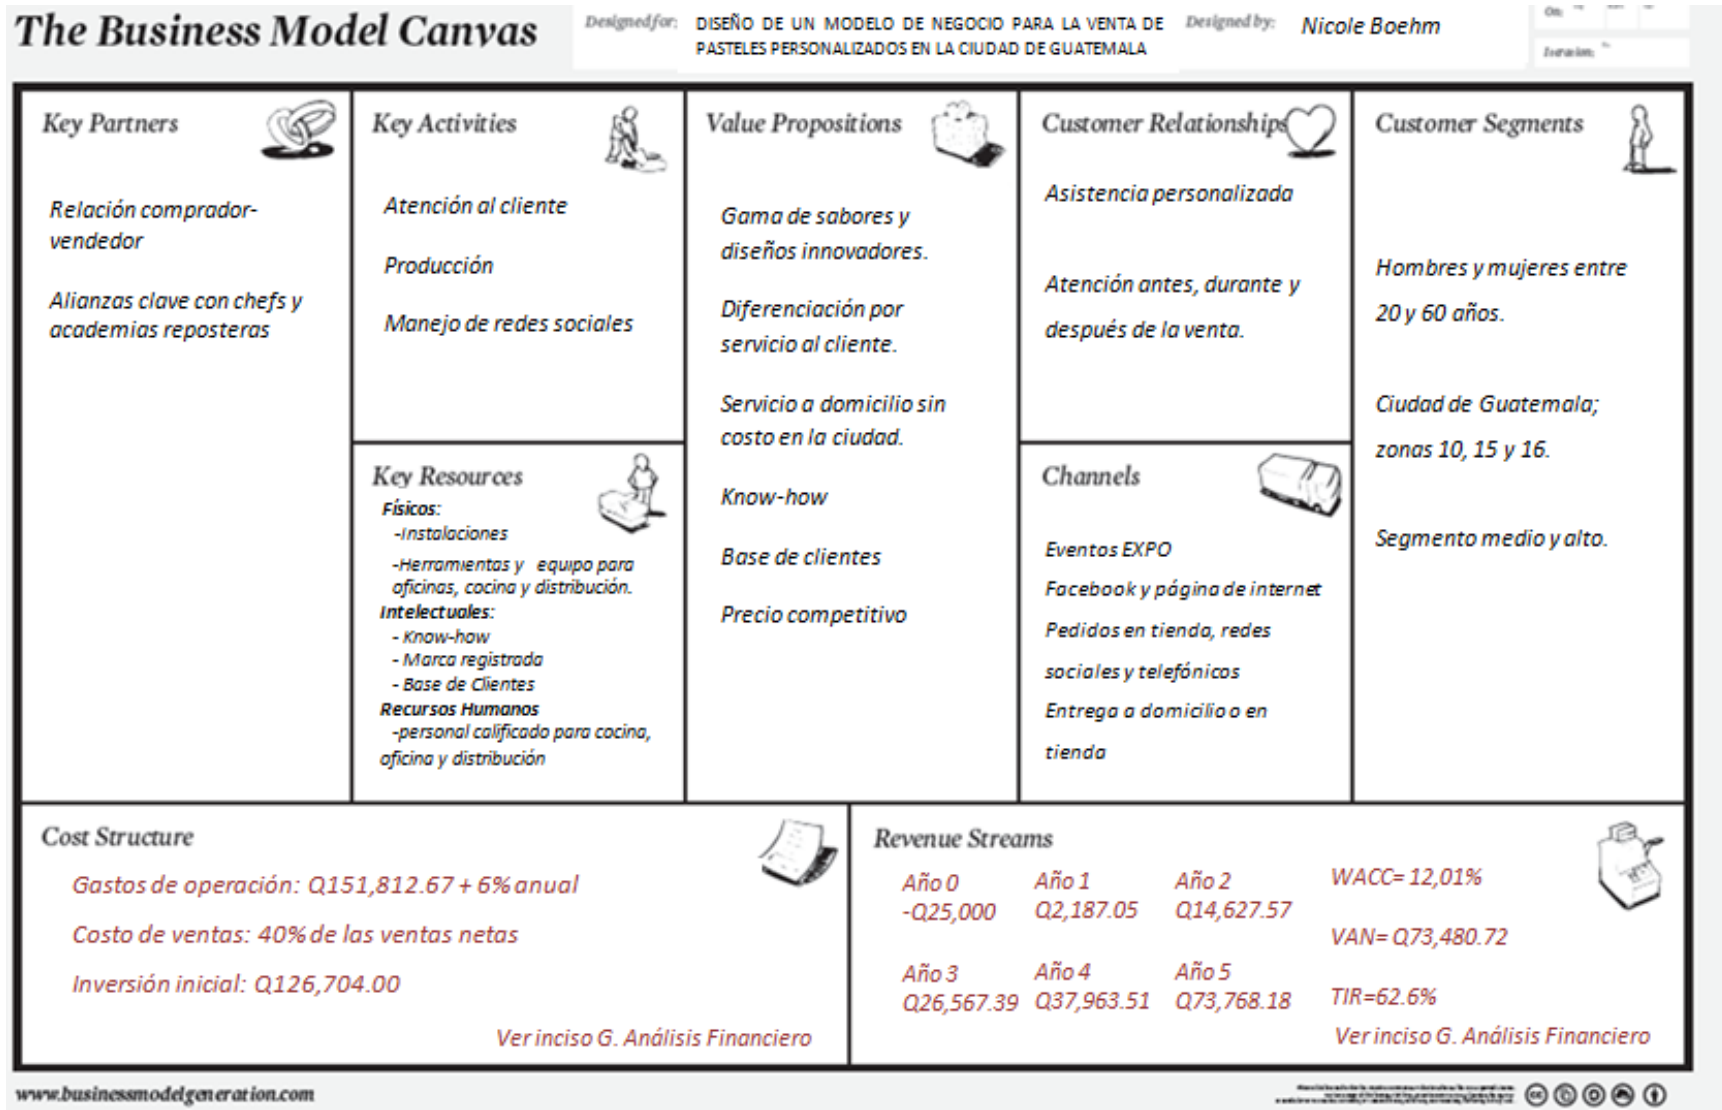 The Business Model Canvas
Designed for:
DISEÑO DE UN MODELO DE NEGOCIO PARA LA VENTA DE
PASTELES PERSONALIZADOS EN LA CIUDAD DE GUATEMALA
Designed by:
Nicole Boehm
On:
Iteration:
Key Partners
Relación comprador-
vendedor
Alianzas clave con chefs y
academias reposteras
Key Activities
Atención al cliente
Producción
Manejo de redes sociales
Key Resources
Físicos:
-Instalaciones
-Herramientas y equipo para
oficinas, cocina y distribución.
Intelectuales:
- Know-how
- Marca registrada
- Base de Clientes
Recursos Humanos
-personal calificado para cocina,
oficina y distribución
Value Propositions
Gama de sabores y
diseños innovadores.
Diferenciación por
servicio al cliente.
Servicio a domicilio sin
costo en la ciudad.
Know-how
Base de clientes
Precio competitivo
Customer Relationships
Asistencia personalizada
Atención antes, durante y
después de la venta.
Channels
Eventos EXPO
Facebook y página de internet
Pedidos en tienda, redes
sociales y telefónicos
Entrega a domicilio o en
tienda
Customer Segments
Hombres y mujeres entre
20 y 60 años.
Ciudad de Guatemala;
zonas 10, 15 y 16.
Segmento medio y alto.
Cost Structure
Gastos de operación: Q151,812.67 + 6% anual
Costo de ventas: 40% de las ventas netas
Inversión inicial: Q126,704.00
Ver inciso G. Análisis Financiero
Revenue Streams
Año 0 Año 1 Año 2
-Q25,000 Q2,187.05 Q14,627.57
Año 3 Año 4 Año 5
Q26,567.39 Q37,963.51 Q73,768.18
WACC= 12,01%
VAN= Q73,480.72
TIR=62.6%
Ver inciso G. Análisis Financiero
www.businessmodelgeneration.com